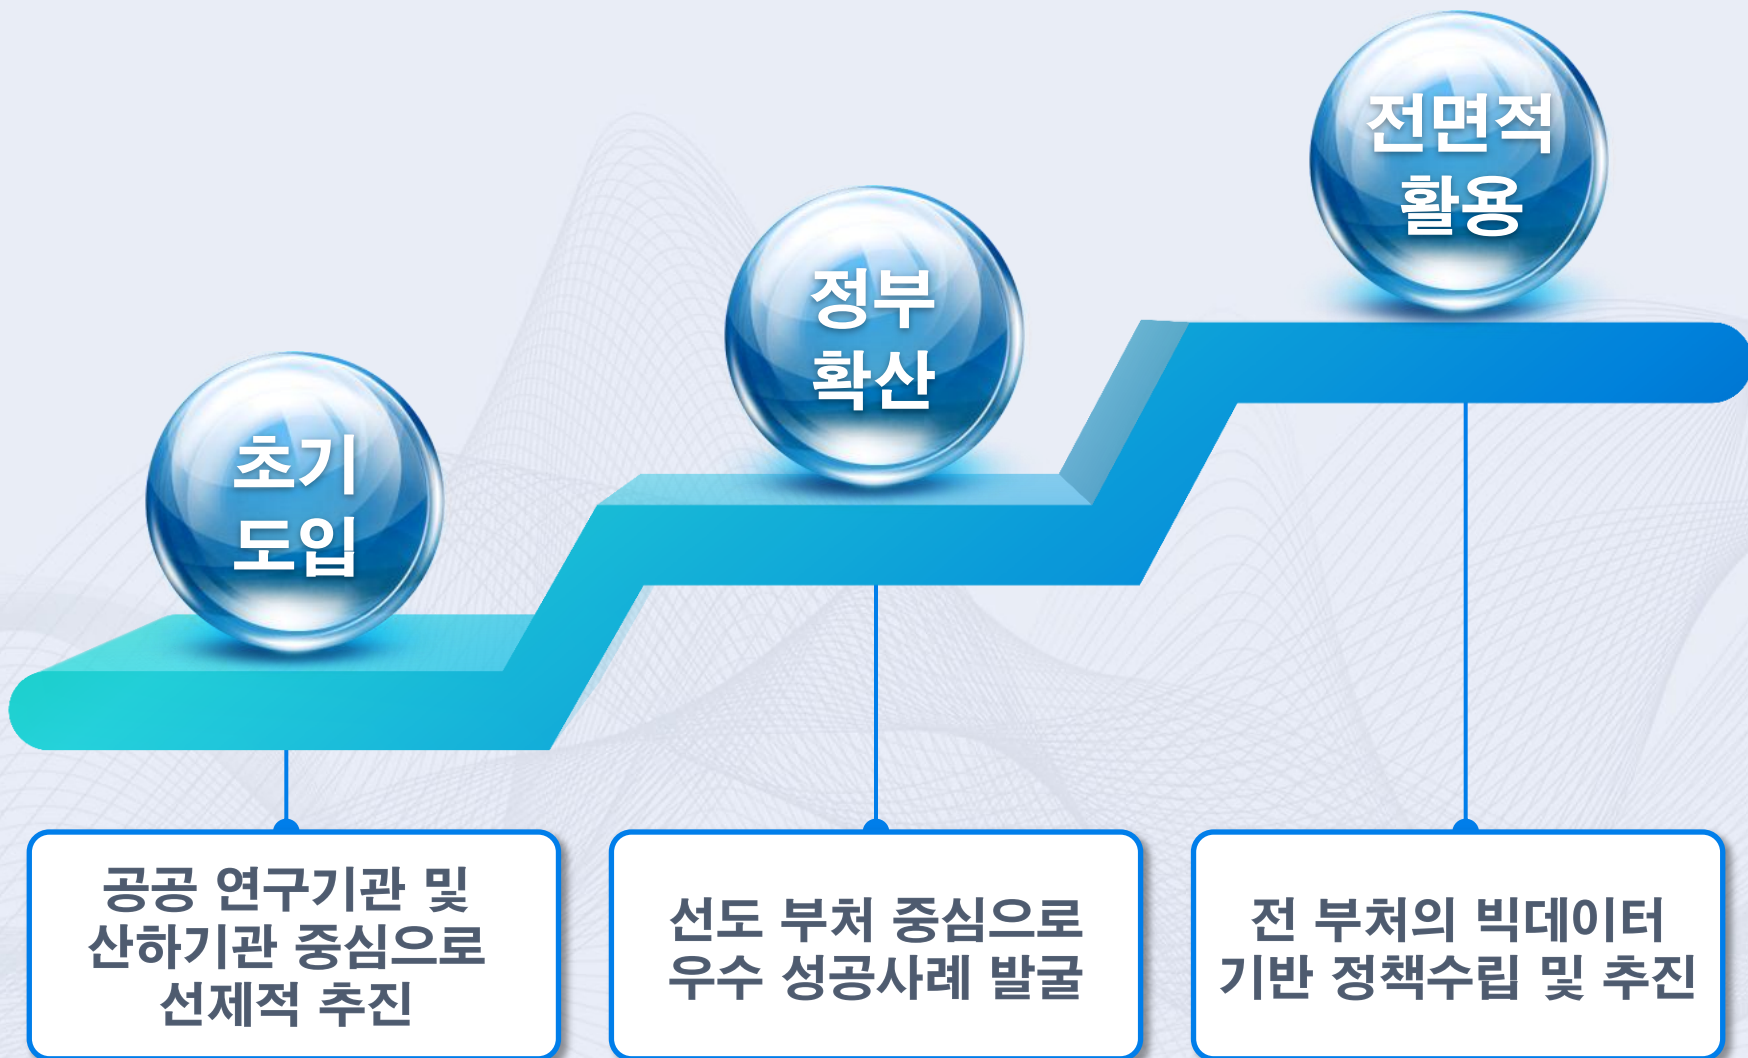 초기
도입
정부
확산
전면적
활용
공공 연구기관 및
산하기관 중심으로
선제적 추진
선도 부처 중심으로
우수 성공사례 발굴
전 부처의 빅데이터
기반 정책수립 및 추진